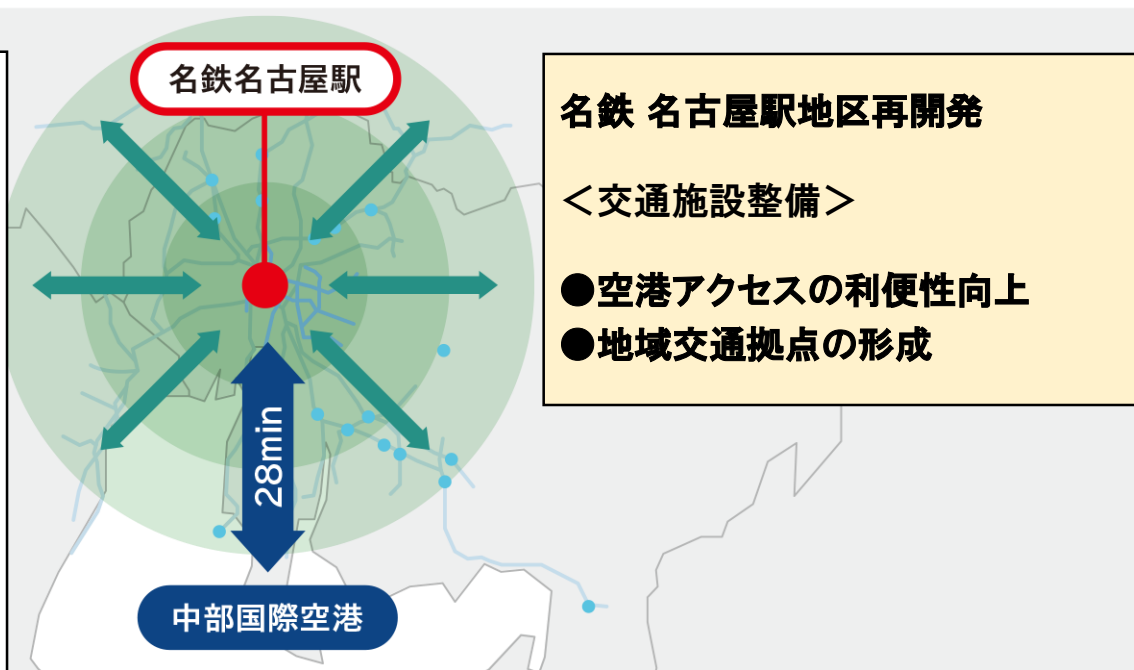 名鉄名古屋駅
名鉄 名古屋駅地区再開発
＜交通施設整備＞
●空港アクセスの利便性向上
●地域交通拠点の形成
28min
中部国際空港